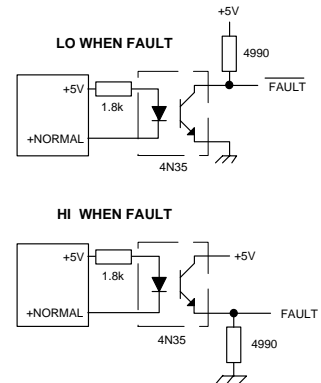 +5V
LO WHEN FAULT
4990
+5V
FAULT
1.8k
+NORMAL
4N35
HI WHEN FAULT
+5V
+5V
1.8k
+NORMAL
FAULT
4N35
4990